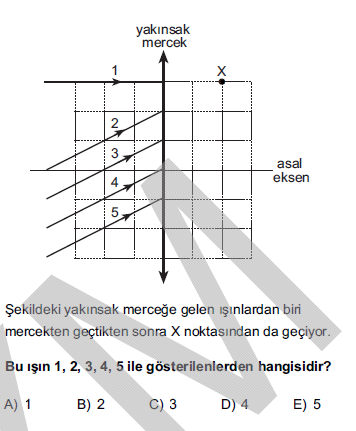 yakınsak
mercek
1
X
2
3
asal
eksen
4
5
Şekildeki yakınsak merceğe gelen ışınlardan biri
mercekten geçtikten sonra X noktasından da geçiyor.
Bu ışın 1, 2, 3, 4, 5 ile gösterilenlerden hangisidir?
A) 1 B) 2 C) 3 D) 4 E) 5